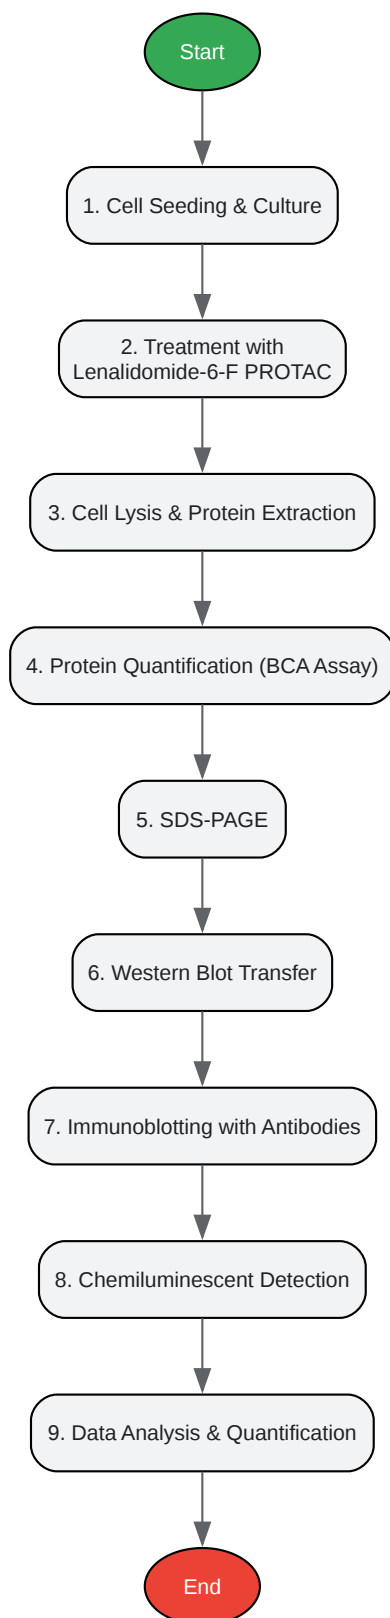 Start
1. Cell Seeding & Culture
2. Treatment with
Lenalidomide-6-F PROTAC
3. Cell Lysis & Protein Extraction
4. Protein Quantification (BCA Assay)
5. SDS-PAGE
6. Western Blot Transfer
7. Immunoblotting with Antibodies
8. Chemiluminescent Detection
9. Data Analysis & Quantification
End